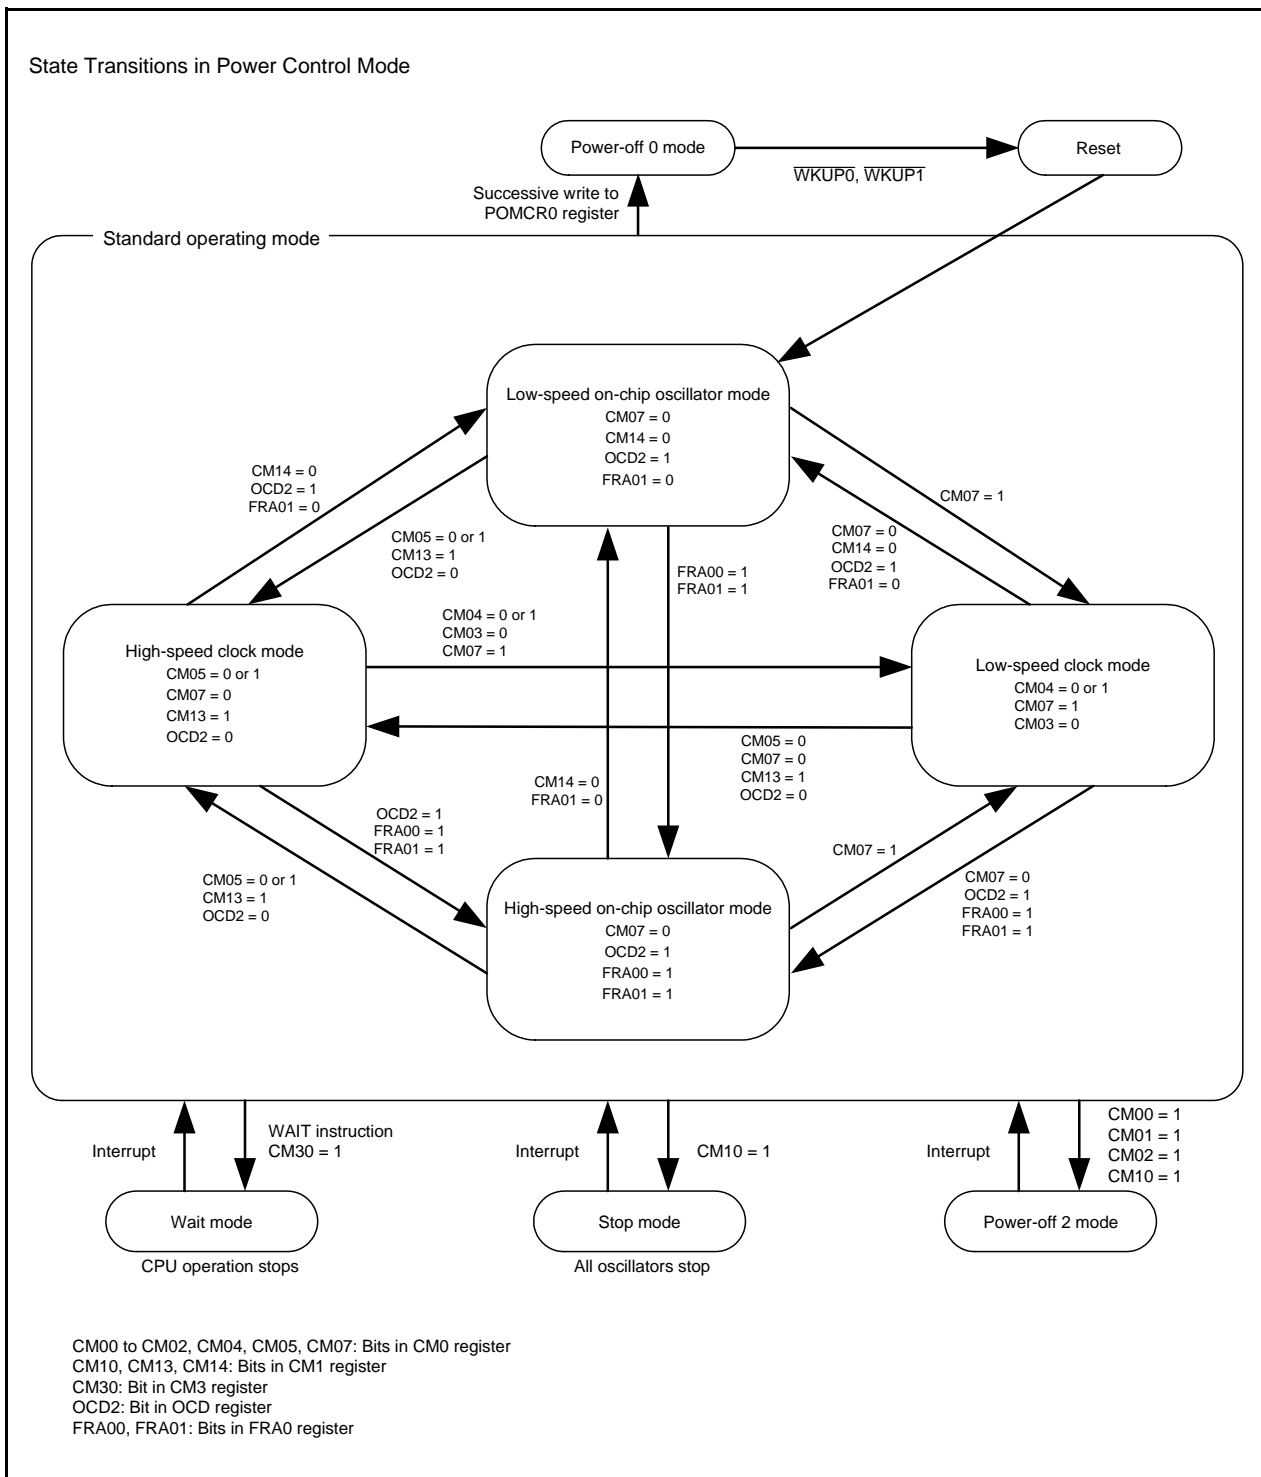 State Transitions in Power Control Mode
Power-off 0 mode
Reset
WKUP0, WKUP1
Successive write to
POMCR0 register
Standard operating mode
Low-speed on-chip oscillator mode
CM07 = 0
CM14 = 0
OCD2 = 1
FRA01 = 0
CM14 = 0
OCD2 = 1
FRA01 = 0
CM05 = 0 or 1
CM13 = 1
OCD2 = 0
FRA00 = 1
FRA01 = 1
CM07 = 0
CM14 = 0
OCD2 = 1
FRA01 = 0
CM07 = 1
High-speed clock mode
CM05 = 0 or 1
CM07 = 0
CM13 = 1
OCD2 = 0
CM04 = 0 or 1
CM03 = 0
CM07 = 1
Low-speed clock mode
CM04 = 0 or 1
CM07 = 1
CM03 = 0
CM05 = 0
CM07 = 0
CM13 = 1
OCD2 = 0
CM14 = 0
FRA01 = 0
OCD2 = 1
FRA00 = 1
FRA01 = 1
CM05 = 0 or 1
CM13 = 1
OCD2 = 0
CM07 = 1
CM07 = 0
OCD2 = 1
FRA00 = 1
FRA01 = 1
High-speed on-chip oscillator mode
CM07 = 0
OCD2 = 1
FRA00 = 1
FRA01 = 1
Interrupt
WAIT instruction
CM30 = 1
Interrupt
CM10 = 1
Interrupt
CM00 = 1
CM01 = 1
CM02 = 1
CM10 = 1
Wait mode
Stop mode
Power-off 2 mode
CPU operation stops
All oscillators stop
CM00 to CM02, CM04, CM05, CM07: Bits in CM0 register
CM10, CM13, CM14: Bits in CM1 register
CM30: Bit in CM3 register
OCD2: Bit in OCD register
FRA00, FRA01: Bits in FRA0 register